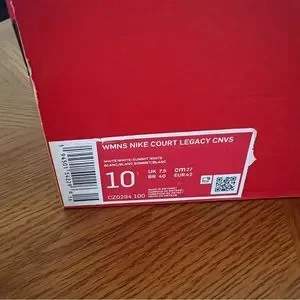 WMNS NIKE COURT LEGACY CNVS
WHITE/WHITE-SUMMIT WHITE
BLANC/BLANC SOMMET/BLANC
10
UK 7.5 CM 27
BR 40 EUR 42
CZ0294 100